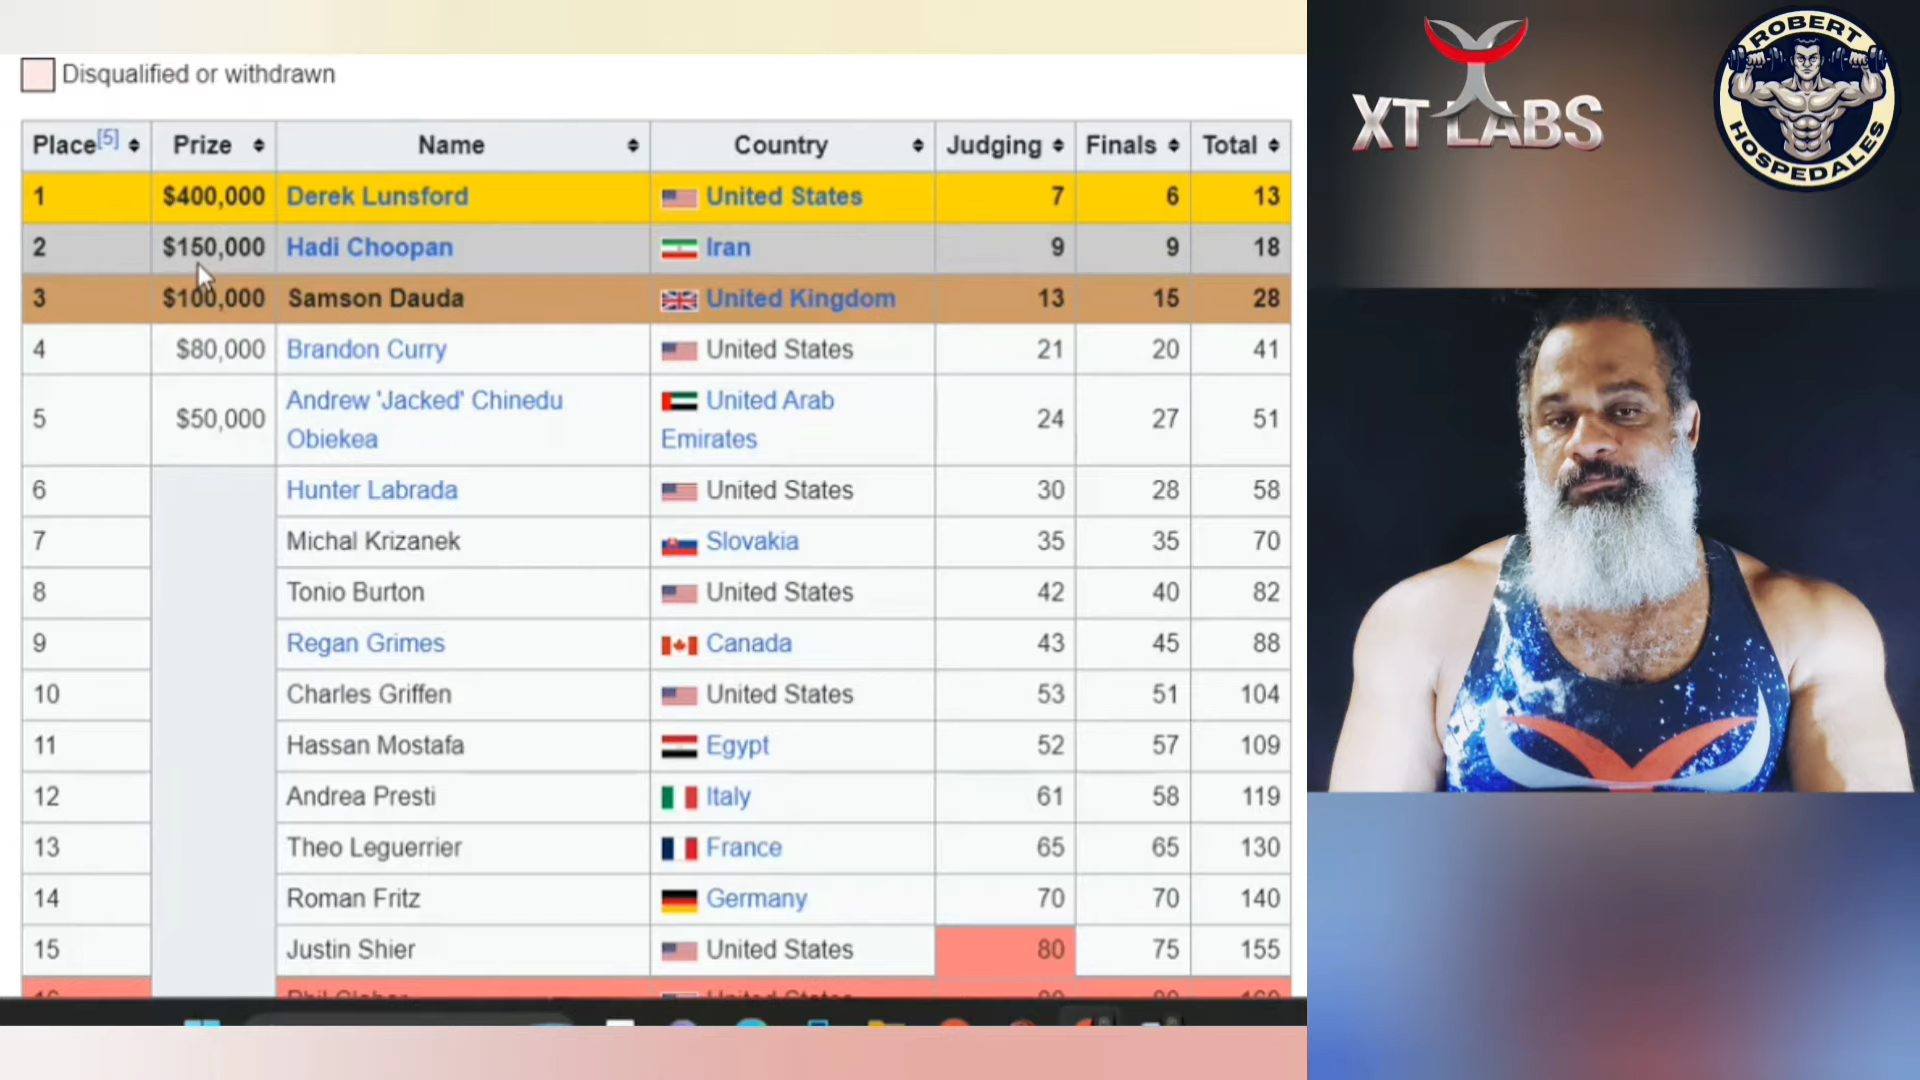 Disqualified or withdrawn
Place[5] Prize Name Country Judging Finals Total
1 $400,000 Derek Lunsford United States 7 6 13
2 $150,000 Hadi Choopan Iran 9 9 18
3 $100,000 Samson Dauda United Kingdom 13 15 28
4 $80,000 Brandon Curry United States 21 20 41
5 $50,000 Andrew 'Jacked' Chinedu Obiekea United Arab Emirates 24 27 51
6 Hunter Labrada United States 30 28 58
7 Michal Krizanek Slovakia 35 35 70
8 Tonio Burton United States 42 40 82
9 Regan Grimes Canada 43 45 88
10 Charles Griffen United States 53 51 104
11 Hassan Mostafa Egypt 52 57 109
12 Andrea Presti Italy 61 58 119
13 Theo Leguerrier France 65 65 130
14 Roman Fritz Germany 70 70 140
15 Justin Shier United States 80 75 155
XT LABS
ROBERT
HOSPEDALES